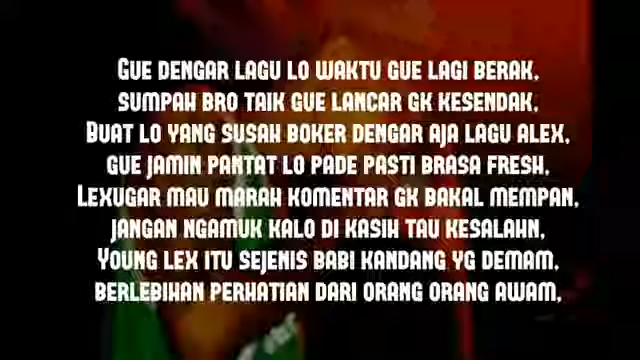 Gue dengar lagu lo waktu gue lagi berak,
sumpah bro taik gue lancar gk kesendak,
Buat lo yang susah boker dengar aja lagu Alex,
gue jamin pantat lo pade pasti brasa fresh,
Lexugar mau marah komentar gk bakal mempan,
jangan ngamuk kalo di kasih tau kesalahn,
Young Lex itu sejenis babi kandang yg demam,
berlebihan perhatian dari orang orang awam,